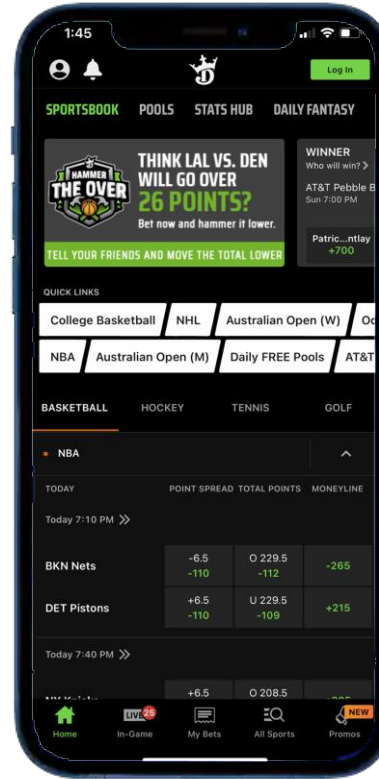 1:45
Log In
SPORTSBOOK POOLS STATS HUB DAILY FANTASY
HAMMER
THE OVER
THINK LAL VS. DEN
WILL GO OVER
26 POINTS?
Bet now and hammer it lower.
TELL YOUR FRIENDS AND MOVE THE TOTAL LOWER
WINNER
Who will win?
AT&T Pebble B
Sun 7:00 PM
Patric...ntlay
+700
QUICK LINKS
College Basketball NHL Australian Open (W)
NBA Australian Open (M) Daily FREE Pools AT&T
BASKETBALL HOCKEY TENNIS GOLF
NBA
TODAY POINT SPREAD TOTAL POINTS MONEYLINE
Today 7:10 PM
BKN Nets -6.5 -110 O 229.5 -112 -265
DET Pistons +6.5 -110 U 229.5 -109 +215
Today 7:40 PM
+6.5 O 208.5
LIVE 25 NEW
Home In-Game My Bets All Sports Promos